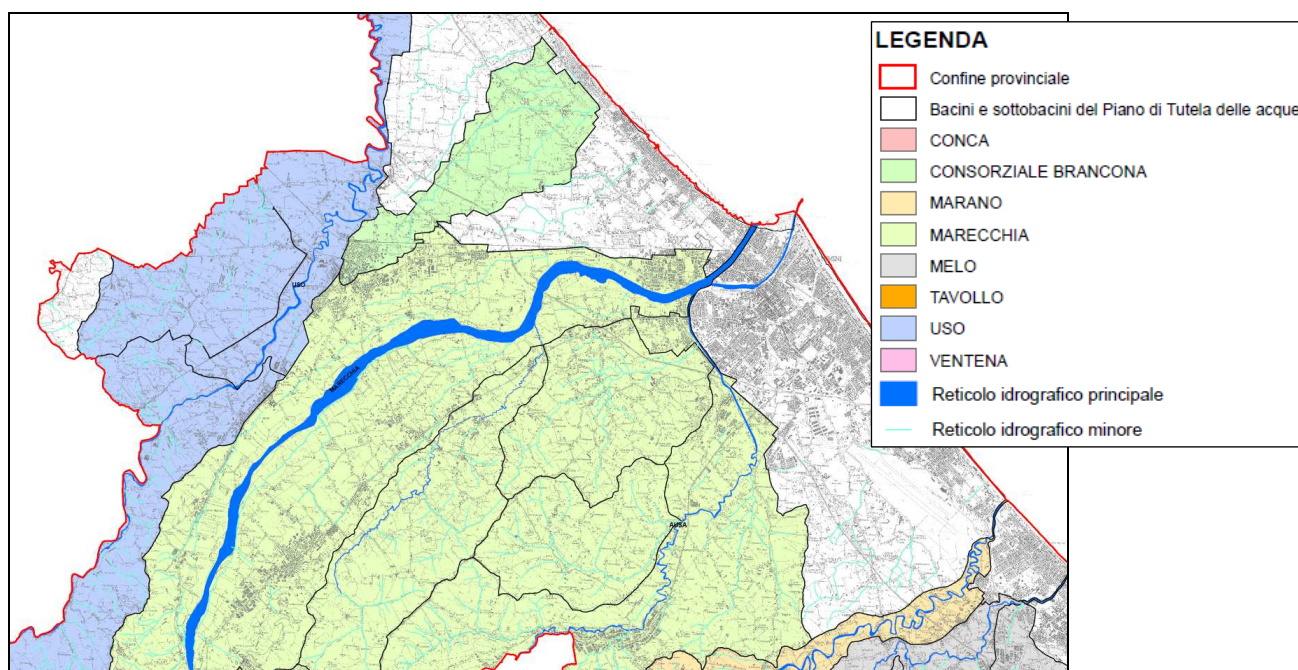 LEGENDA
Confine provinciale
Bacini e sottobacini del Piano di Tutela delle acque
CONCA
CONSORZIALE BRANCONA
MARANO
MARECCHIA
MELO
TAVOLLO
USO
VENTENA
Reticolo idrografico principale
Reticolo idrografico minore
USO
MARECCHIA
AUSA